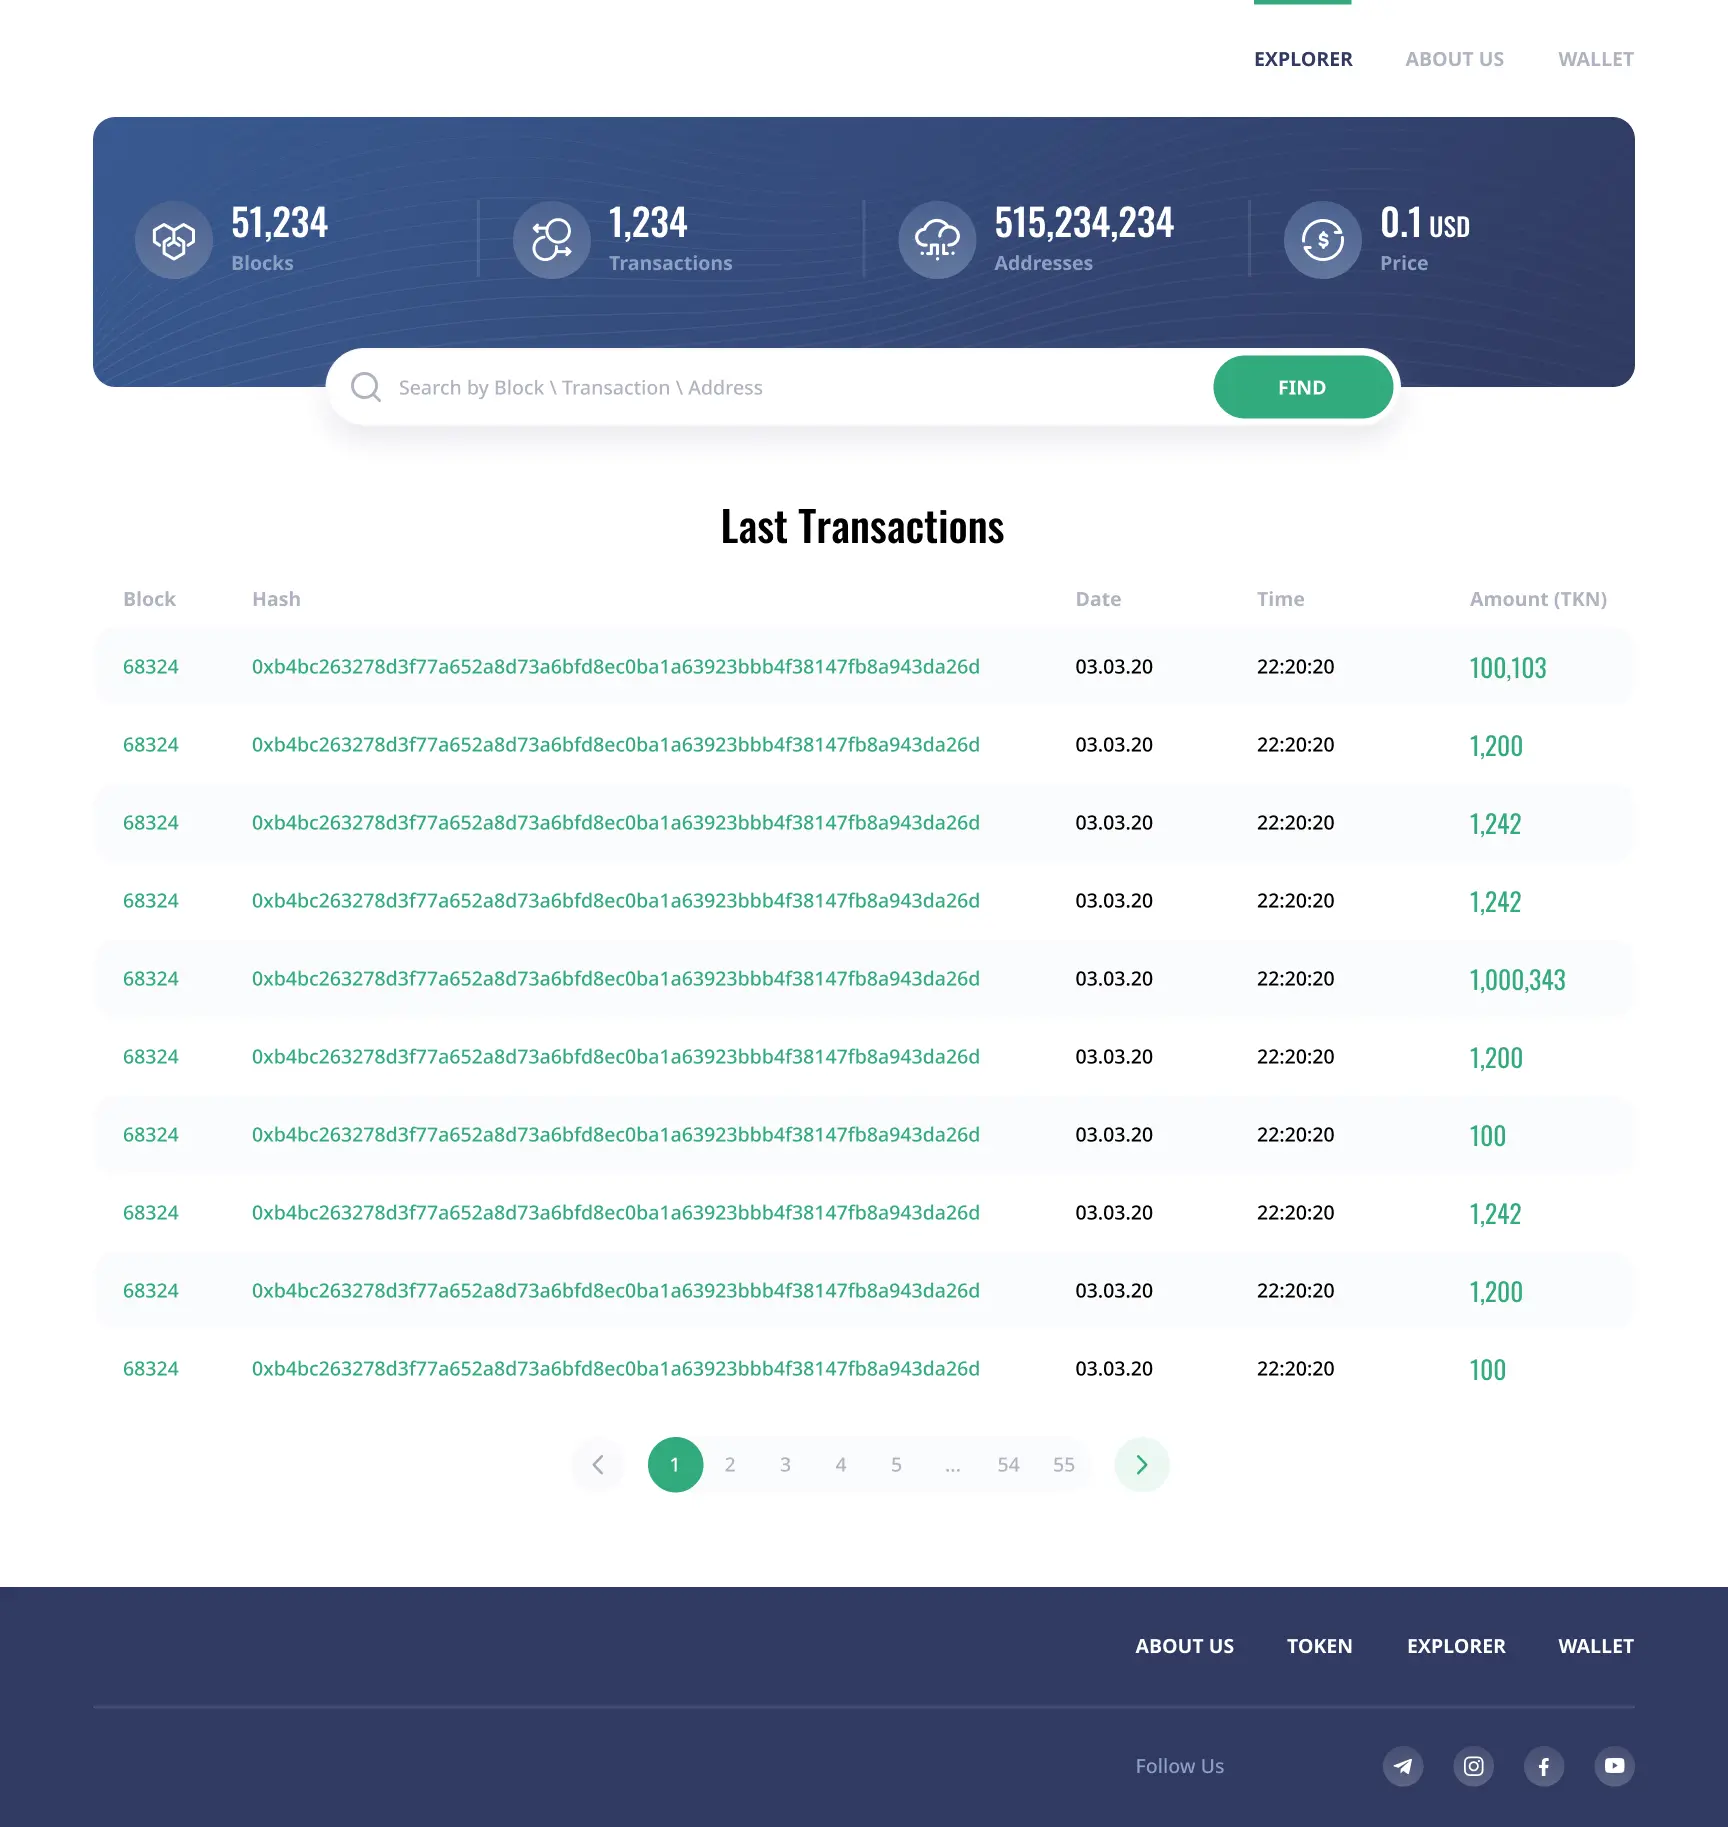 EXPLORER ABOUT US WALLET
51,234 1,234 515,234,234 0.1 USD
Blocks Transactions Addresses Price
Search by Block \ Transaction \ Address FIND
Last Transactions
Block Hash Date Time Amount (TKN)
68324 0xb4bc263278d3f77a652a8d73a6bfd8ec0ba1a63923bbb4f38147fb8a943da26d 03.03.20 22:20:20 100,103
68324 0xb4bc263278d3f77a652a8d73a6bfd8ec0ba1a63923bbb4f38147fb8a943da26d 03.03.20 22:20:20 1,200
68324 0xb4bc263278d3f77a652a8d73a6bfd8ec0ba1a63923bbb4f38147fb8a943da26d 03.03.20 22:20:20 1,242
68324 0xb4bc263278d3f77a652a8d73a6bfd8ec0ba1a63923bbb4f38147fb8a943da26d 03.03.20 22:20:20 1,242
68324 0xb4bc263278d3f77a652a8d73a6bfd8ec0ba1a63923bbb4f38147fb8a943da26d 03.03.20 22:20:20 1,000,343
68324 0xb4bc263278d3f77a652a8d73a6bfd8ec0ba1a63923bbb4f38147fb8a943da26d 03.03.20 22:20:20 1,200
68324 0xb4bc263278d3f77a652a8d73a6bfd8ec0ba1a63923bbb4f38147fb8a943da26d 03.03.20 22:20:20 100
68324 0xb4bc263278d3f77a652a8d73a6bfd8ec0ba1a63923bbb4f38147fb8a943da26d 03.03.20 22:20:20 1,242
68324 0xb4bc263278d3f77a652a8d73a6bfd8ec0ba1a63923bbb4f38147fb8a943da26d 03.03.20 22:20:20 1,200
68324 0xb4bc263278d3f77a652a8d73a6bfd8ec0ba1a63923bbb4f38147fb8a943da26d 03.03.20 22:20:20 100
1 2 3 4 5 ... 54 55
ABOUT US TOKEN EXPLORER WALLET
Follow Us